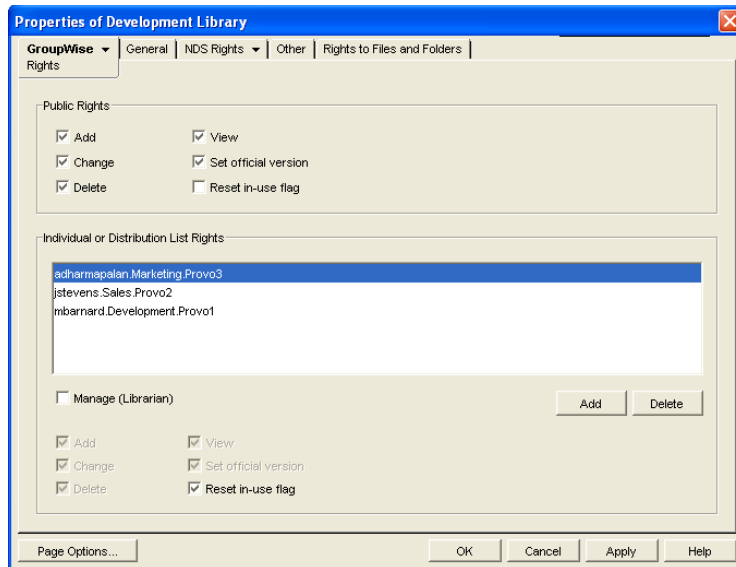 Properties of Development Library
GroupWise General NDS Rights Other Rights to Files and Folders
Rights
Public Rights
Add View
Change Set official version
Delete Reset in-use flag
Individual or Distribution List Rights
adharmapalan.Marketing.Provo3
jstevens.Sales.Provo2
mbarnard.Development.Provo1
Manage (Librarian) Add Delete
Add View
Change Set official version
Delete Reset in-use flag
Page Options... OK Cancel Apply Help